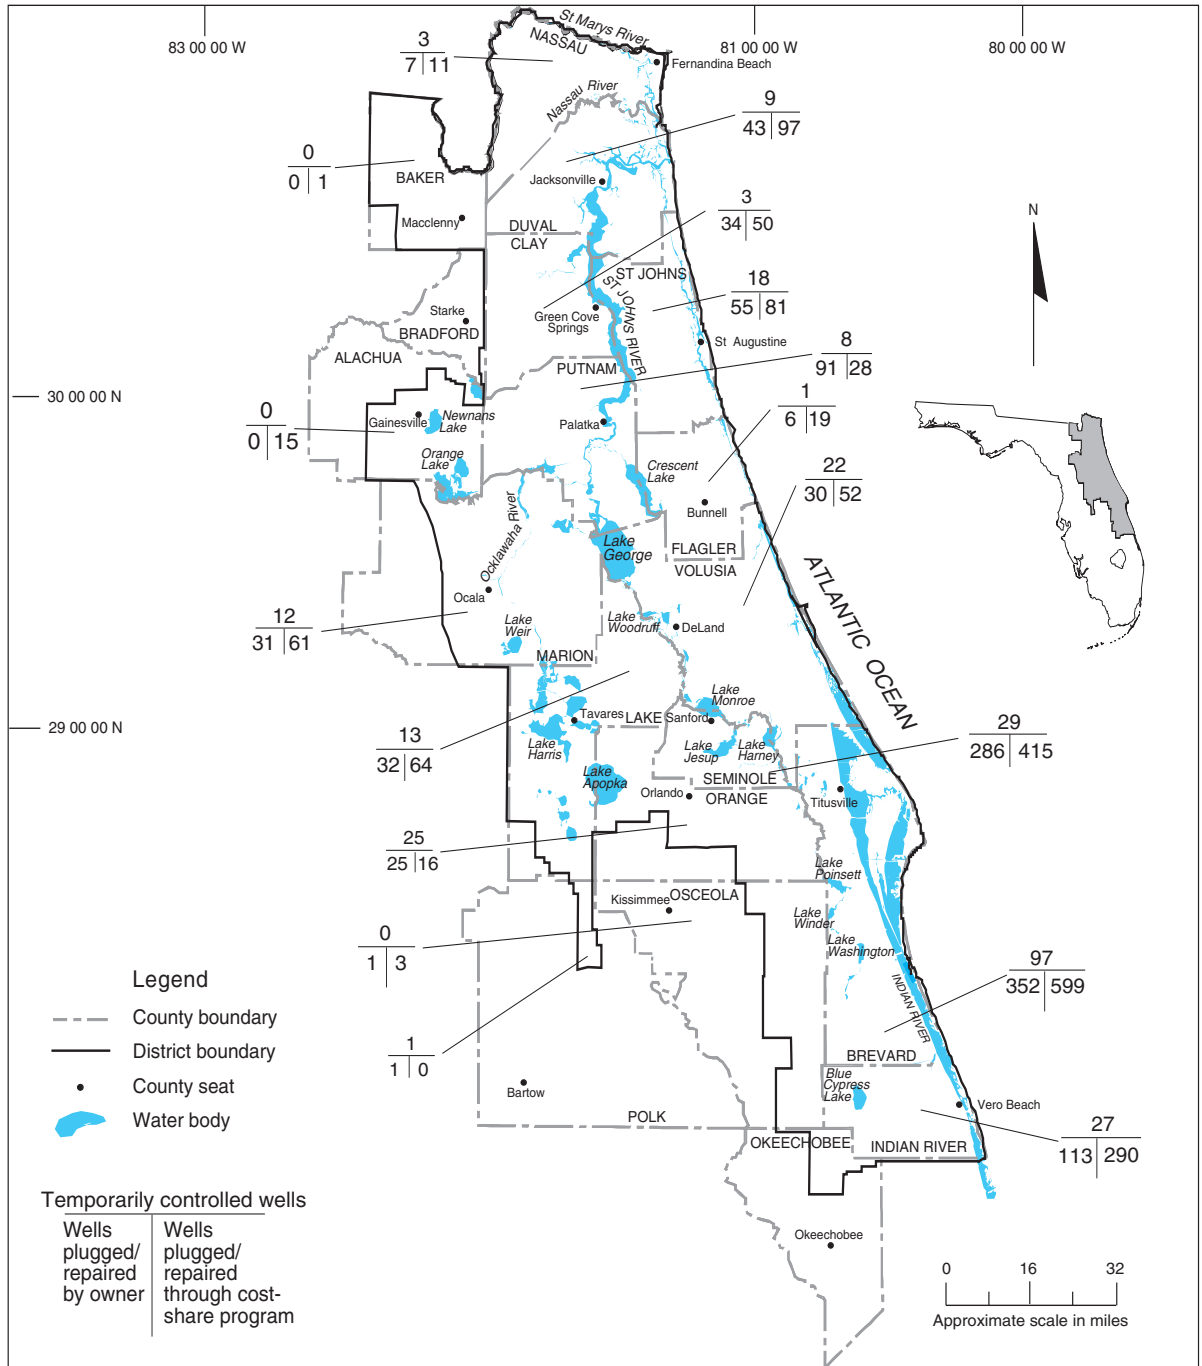 83 00 00 W
81 00 00 W
80 00 00 W
St Marys River
NASSAU
Fernandina Beach
3
7 | 11
Nassau River
9
43 | 97
0
0 | 1
BAKER
Jacksonville
Macclenny
DUVAL
CLAY
3
34 | 50
N
ST JOHNS
ST JOHNS RIVER
18
55 | 81
Starke
BRADFORD
Green Cove
Springs
St Augustine
ALACHUA
PUTNAM
8
91 | 28
30 00 00 N
0
0 | 15
Gainesville
Newnans
Lake
Palatka
1
6 | 19
Orange
Lake
Crescent
Lake
22
30 | 52
Bunnell
Ocklawaha River
Lake
George
FLAGLER
VOLUSIA
ATLANTIC OCEAN
Ocala
12
31 | 61
Lake
Weir
Lake
Woodruff
DeLand
MARION
Lake
Monroe
29 00 00 N
Tavares
LAKE
Sanford
13
32 | 64
Lake
Harris
Lake
Jesup
Lake
Harney
29
286 | 415
Lake
Apopka
SEMINOLE
Orlando
ORANGE
Titusville
25
25 | 16
Lake
Poinsett
Kissimmee
OSCEOLA
Lake
Winder
0
1 | 3
Lake
Washington
97
352 | 599
INDIAN RIVER
Legend
County boundary
District boundary
County seat
Water body
1
1 | 0
BREVARD
Bartow
Blue
Cypress
Lake
Vero Beach
POLK
OKEECHOBEE
INDIAN RIVER
27
113 | 290
Okeechobee
Temporarily controlled wells
Wells
plugged/
repaired
by owner
Wells
plugged/
repaired
through cost-
share program
0 16 32
Approximate scale in miles